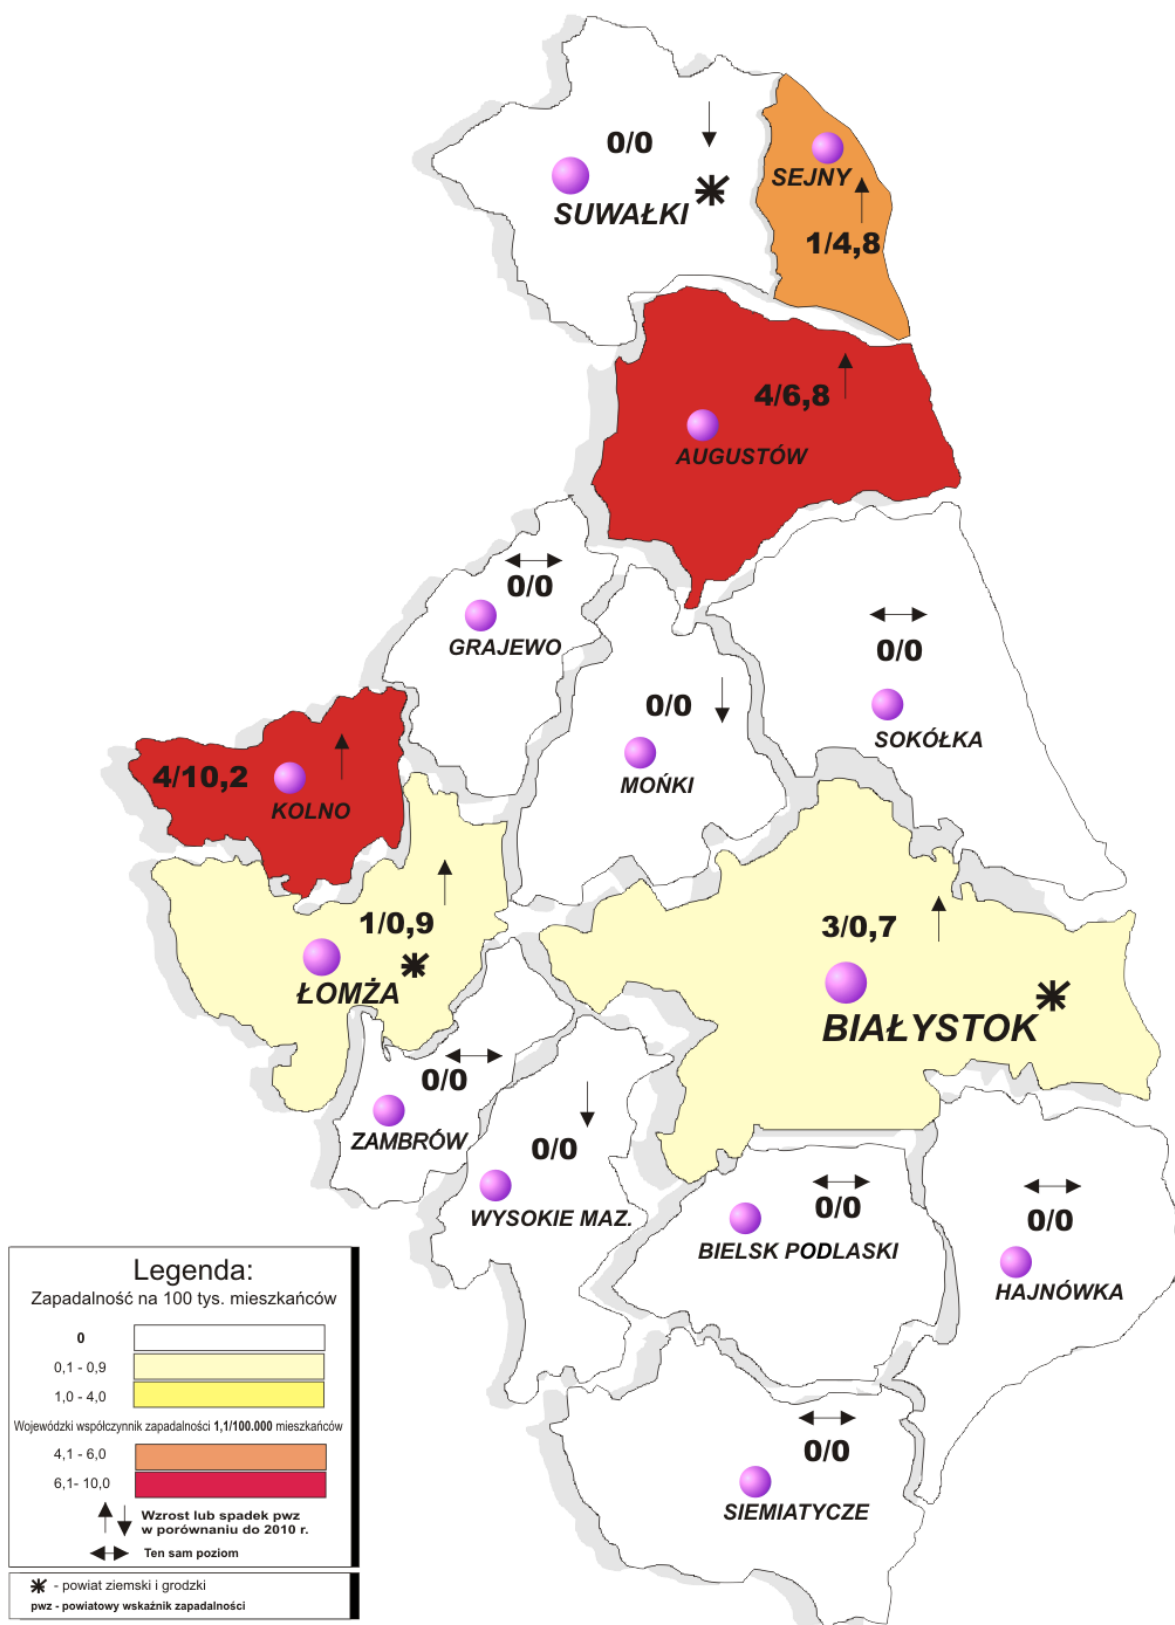 0/0
SUWAŁKI
SEJNY
1/4,8
4/6,8
AUGUSTÓW
0/0
GRAJEWO
0/0
SOKÓŁKA
0/0
MOŃKI
4/10,2
KOLNO
1/0,9
ŁOMŻA
3/0,7
BIAŁYSTOK
0/0
ZAMBRÓW
0/0
WYSOKIE MAZ.
0/0
BIELSK PODLASKI
0/0
HAJNÓWKA
0/0
SIEMIATYCZE
Legenda:
Zapadalność na 100 tys. mieszkańców
0
0,1 - 0,9
1,0 - 4,0
Wojewódzki współczynnik zapadalności 1,1/100.000 mieszkańców
4,1 - 6,0
6,1- 10,0
Wzrost lub spadek pwz
w porównaniu do 2010 r.
Ten sam poziom
- powiat ziemski i grodzki
pwz - powiatowy wskaźnik zapadalności